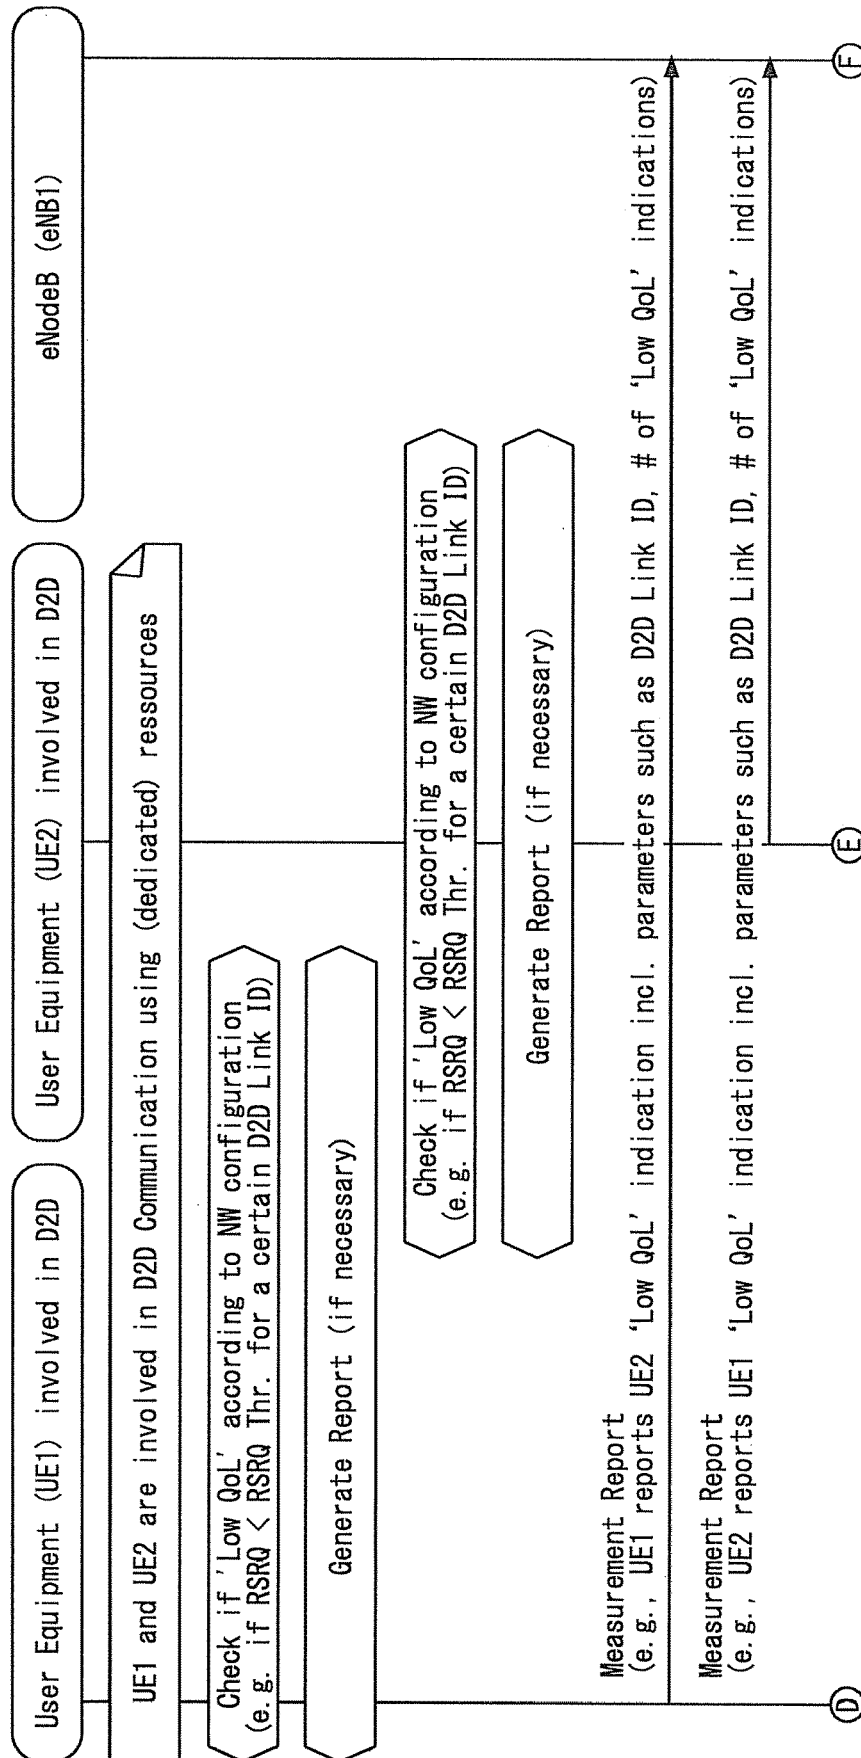 User Equipment (UE1) involved in D2D
User Equipment (UE2) involved in D2D
eNodeB (eNB1)
UE1 and UE2 are involved in D2D Communication using (dedicated) ressources
Check if 'Low QoL' according to NW configuration
(e.g. if RSRQ < RSRQ Thr. for a certain D2D Link ID)
Generate Report (if necessary)
Check if 'Low QoL' according to NW configuration
(e.g. if RSRQ < RSRQ Thr. for a certain D2D Link ID)
Generate Report (if necessary)
Measurement Report
(e.g., UE1 reports UE2 'Low QoL' indication incl. parameters such as D2D Link ID, # of 'Low QoL' indications)
Measurement Report
(e.g., UE2 reports UE1 'Low QoL' indication incl. parameters such as D2D Link ID, # of 'Low QoL' indications)
D
E
F